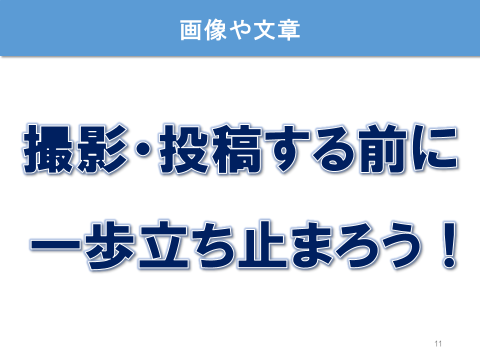 画像や文章
撮影・投稿する前に
一歩立ち止まろう！
11